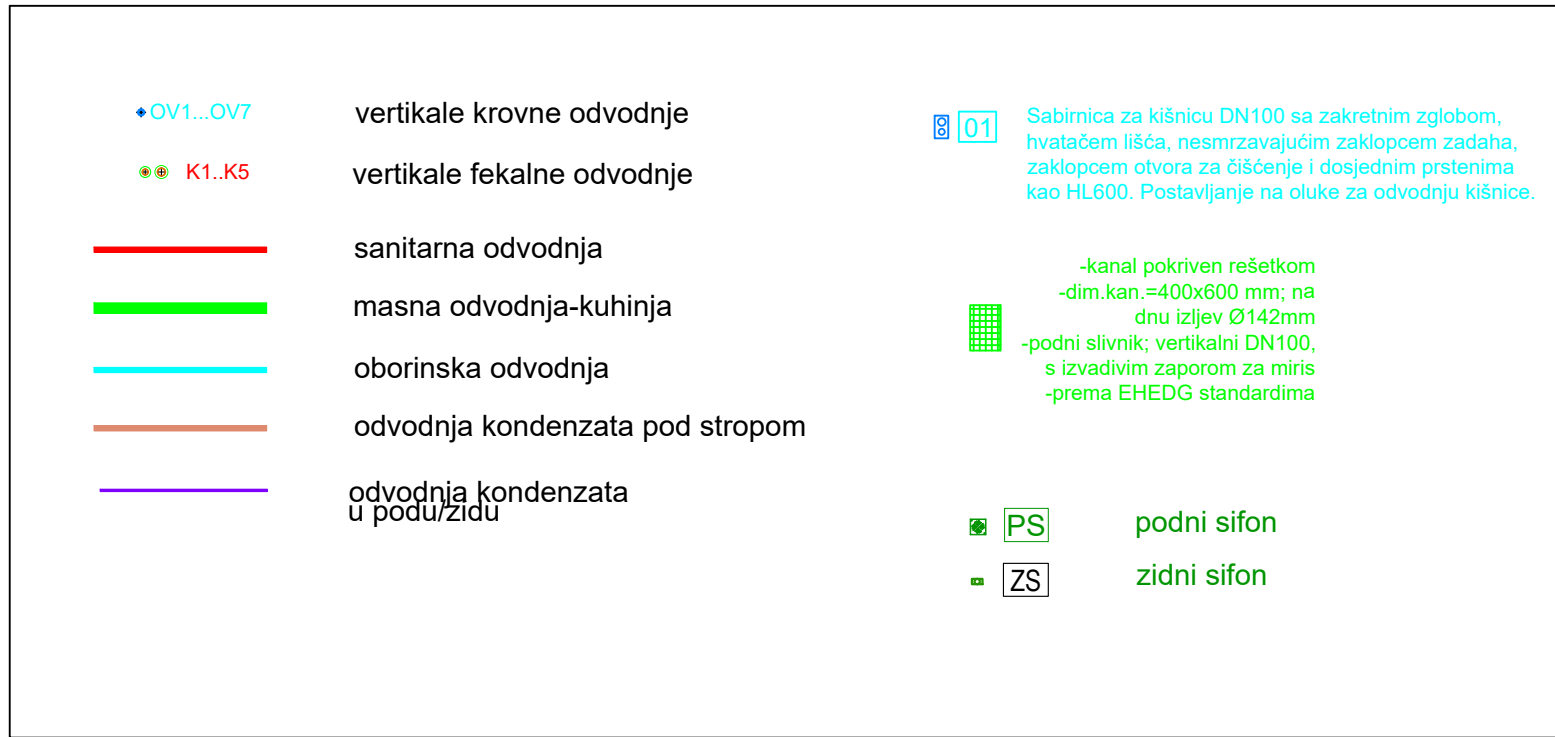 OV1...OV7 vertikale krovne odvodnje
K1..K5 vertikale fekalne odvodnje
sanitarna odvodnja
masna odvodnja-kuhinja
oborinska odvodnja
odvodnja kondenzata pod stropom
odvodnja kondenzata
u podu/zidu
01
Sabirnica za kišnicu DN100 sa zakretnim zglobom,
hvatačem lišća, nesmrzavajućim zaklopcem zadaha,
zaklopcem otvora za čišćenje i dosjednim prstenima
kao HL600. Postavljanje na oluke za odvodnju kišnice.
-kanal pokriven rešetkom
-dim.kan.=400x600 mm; na
dnu izljev Ø142mm
-podni slivnik; vertikalni DN100,
s izvadivim zaporom za miris
-prema EHEDG standardima
PS podni sifon
ZS zidni sifon